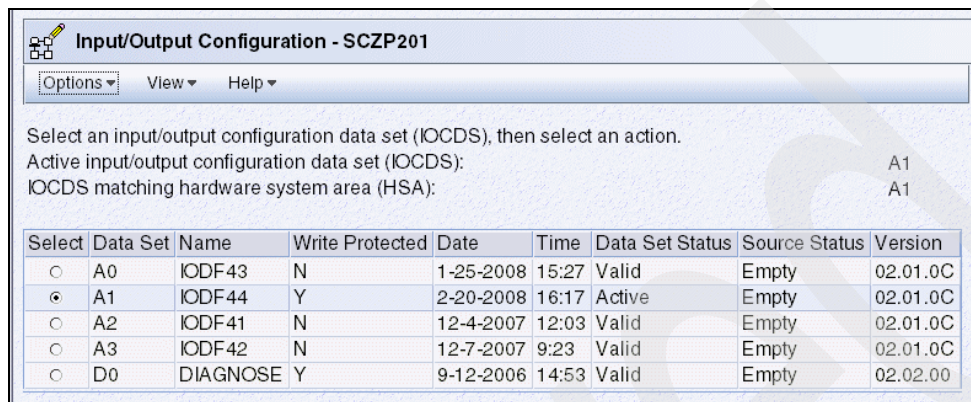 Input/Output Configuration - SCZP201
Options View Help
Select an input/output configuration data set (IOCDS), then select an action.
Active input/output configuration data set (IOCDS): A1
IOCDS matching hardware system area (HSA): A1
Select Data Set Name Write Protected Date Time Data Set Status Source Status Version
A0 IODF43 N 1-25-2008 15:27 Valid Empty 02.01.0C
A1 IODF44 Y 2-20-2008 16:17 Active Empty 02.01.0C
A2 IODF41 N 12-4-2007 12:03 Valid Empty 02.01.0C
A3 IODF42 N 12-7-2007 9:23 Valid Empty 02.01.0C
D0 DIAGNOSE Y 9-12-2006 14:53 Valid Empty 02.02.00